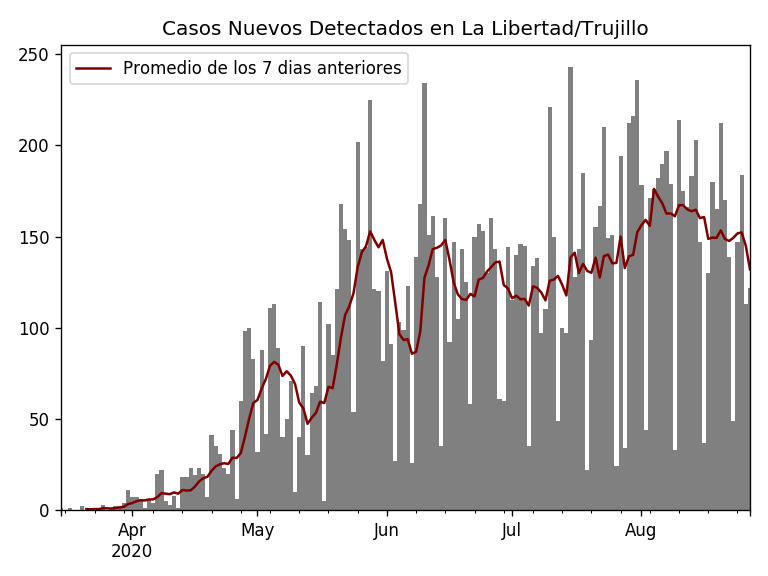 Casos Nuevos Detectados en La Libertad/Trujillo
Promedio de los 7 dias anteriores
250
200
150
100
50
0
Apr
2020
May
Jun
Jul
Aug